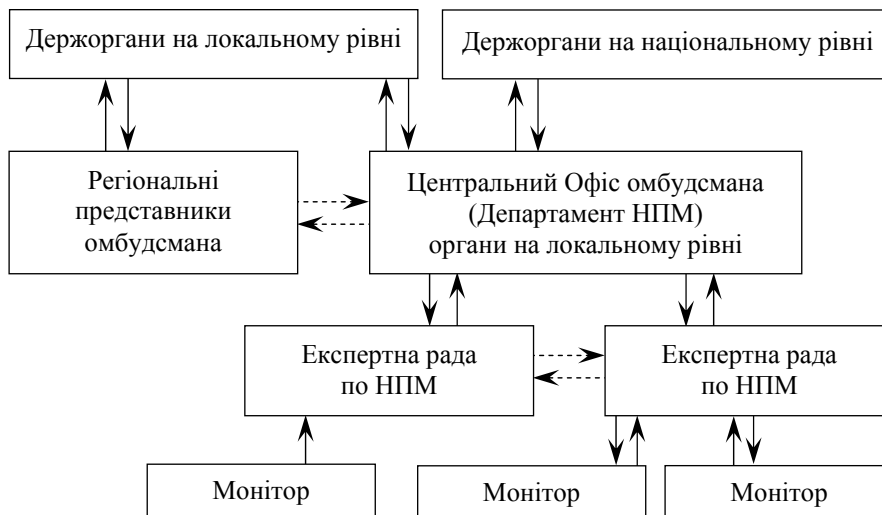 Держоргани на локальному рівні
Держоргани на національному рівні
Регіональні
представники
омбудсмана
Центральний Офіс омбудсмана
(Департамент НПМ)
органи на локальному рівні
Експертна рада
по НПМ
Експертна рада
по НПМ
Монітор
Монітор
Монітор